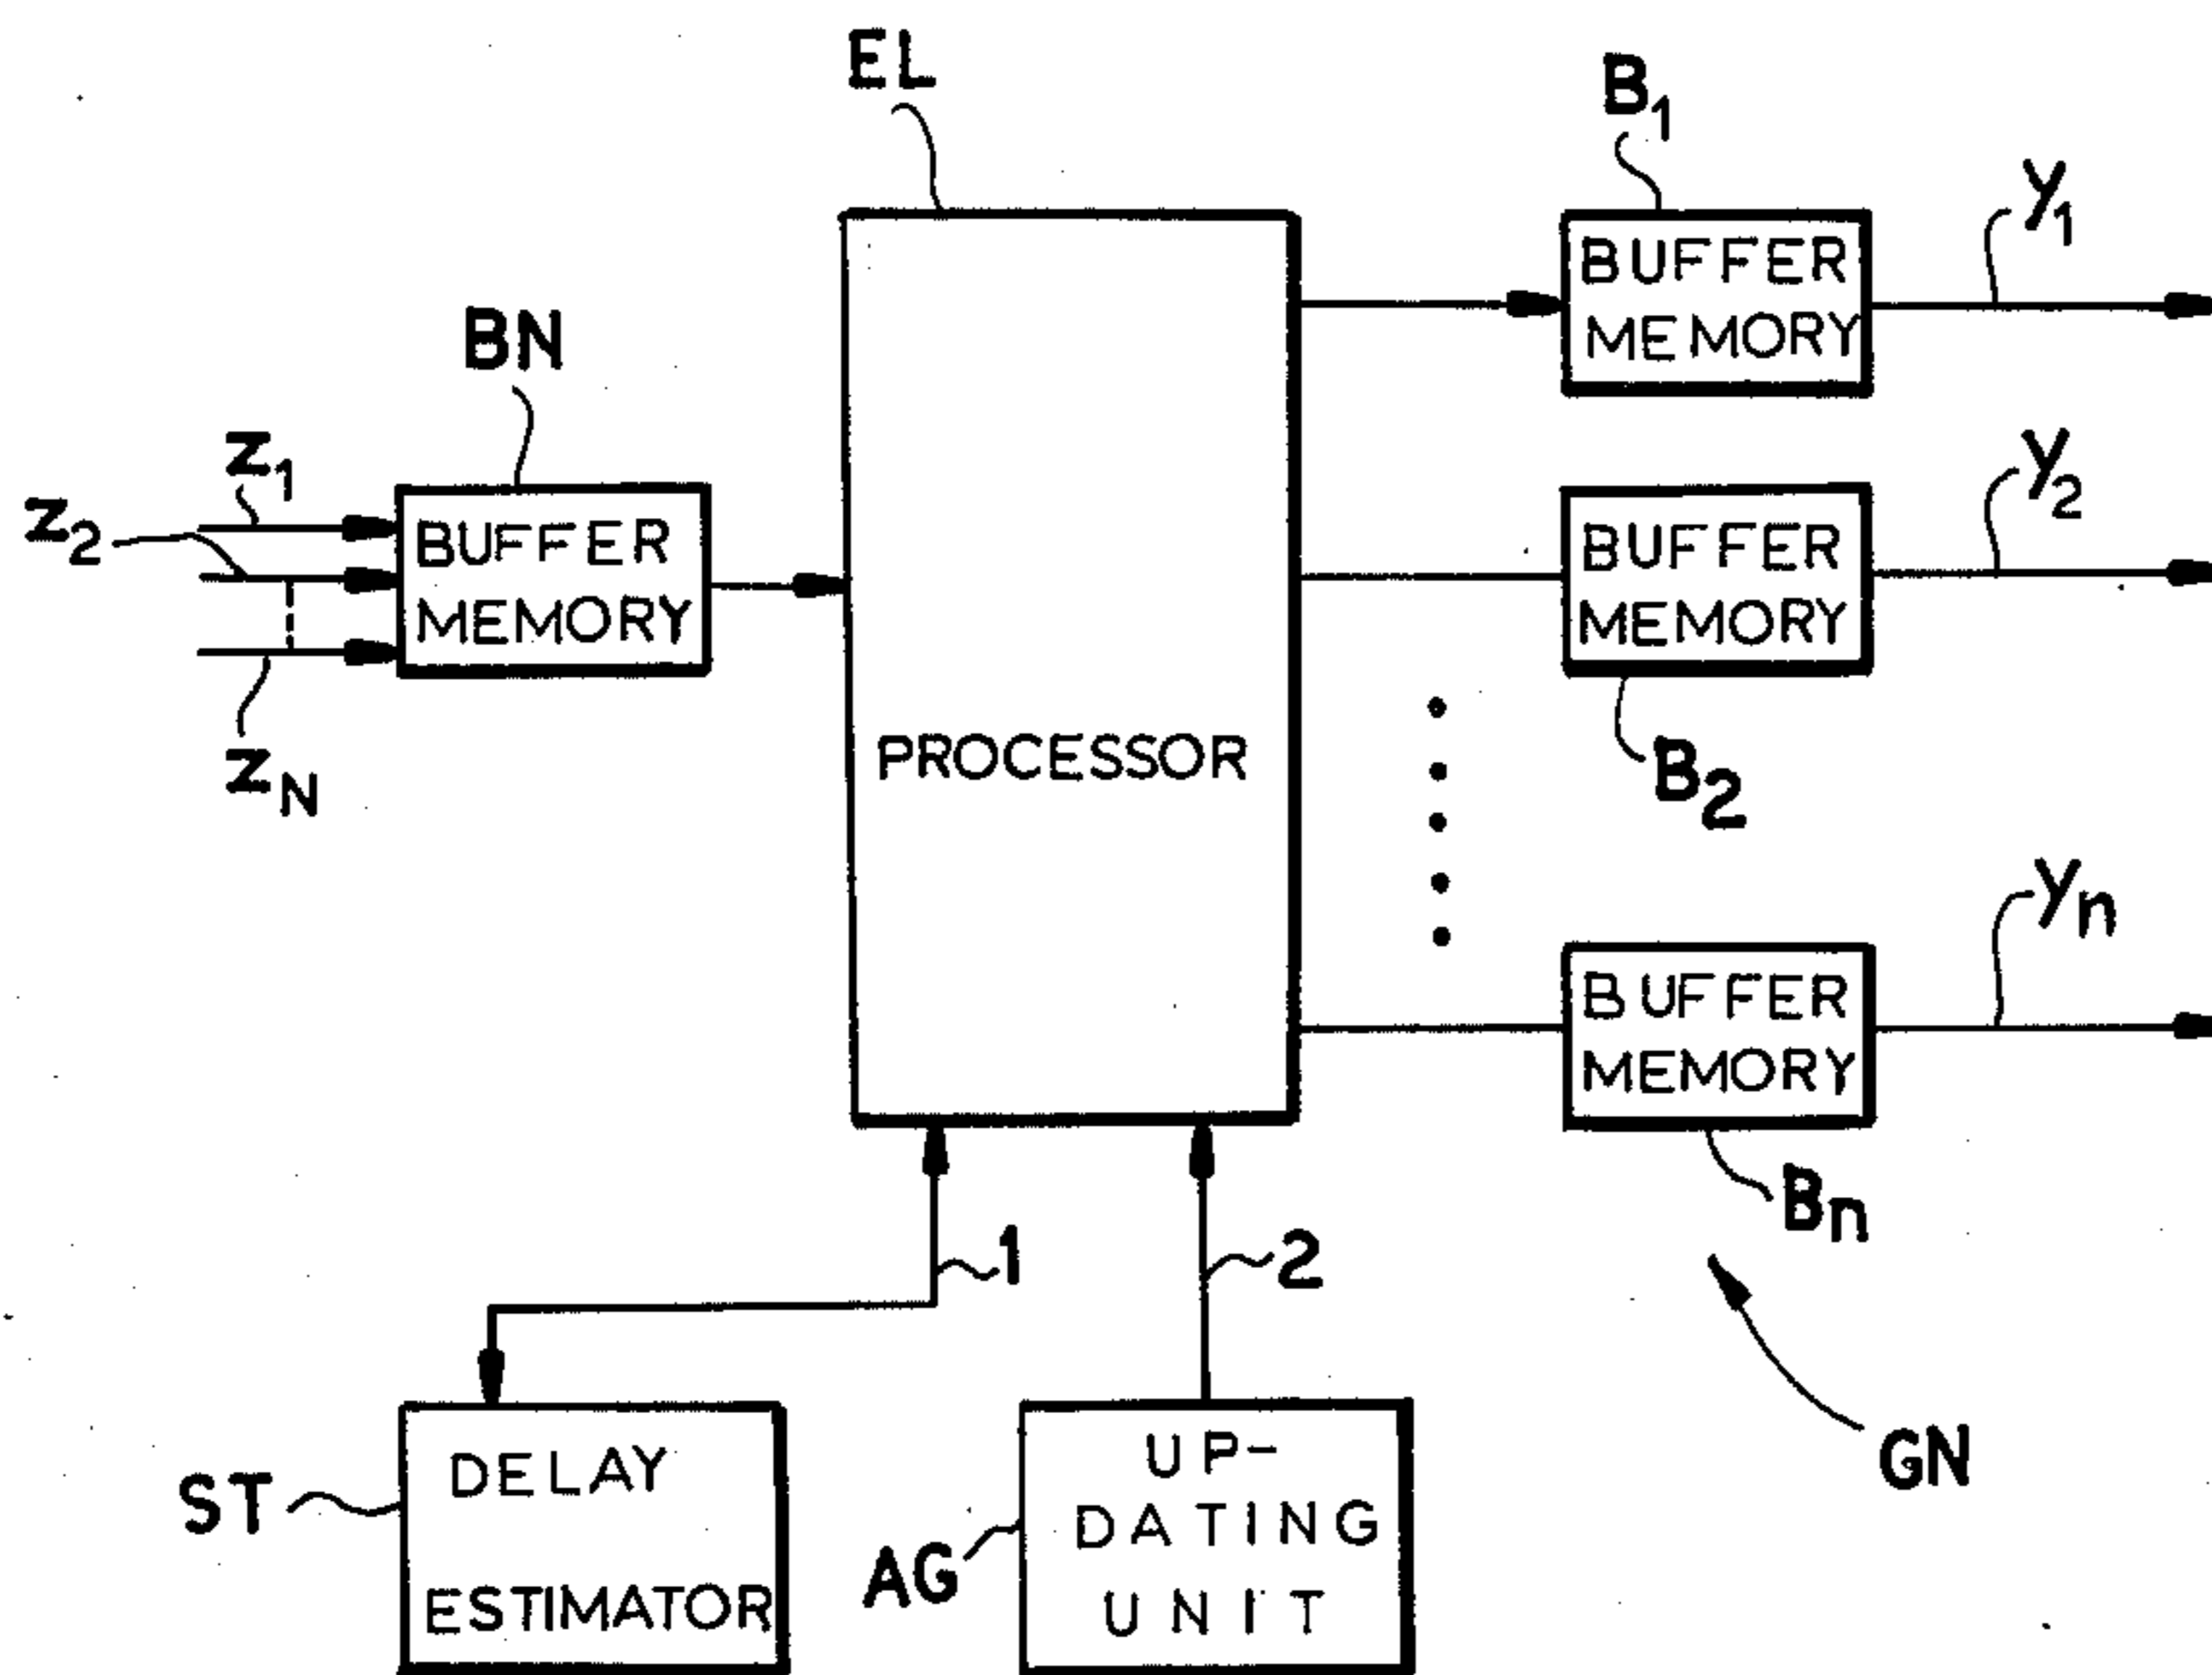 EL
B1
y1
BUFFER
MEMORY
BN
z1
z2
zN
BUFFER
MEMORY
PROCESSOR
y2
BUFFER
MEMORY
B2
yn
BUFFER
MEMORY
Bn
1
2
GN
ST
DELAY
ESTIMATOR
AG
UP-
DATING
UNIT